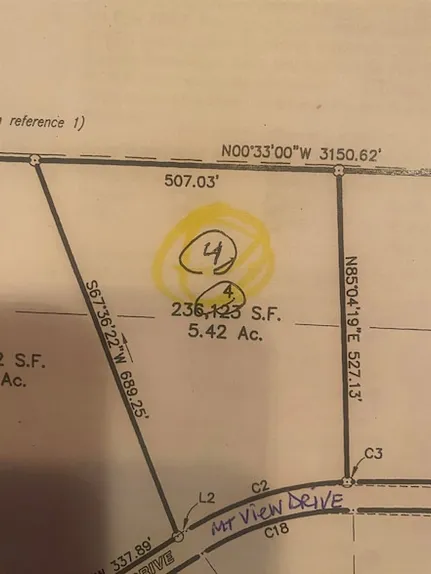 reference 1)
N00°33'00"W 3150.62'
507.03'
4
4
236,123 S.F.
5.42 Ac.
S67°36'22"W 689.25'
N85°04'19"E 527.13'
S.F.
Ac.
C3
L2
C2
MT VIEW DRIVE
C18
337.89'
DRIVE